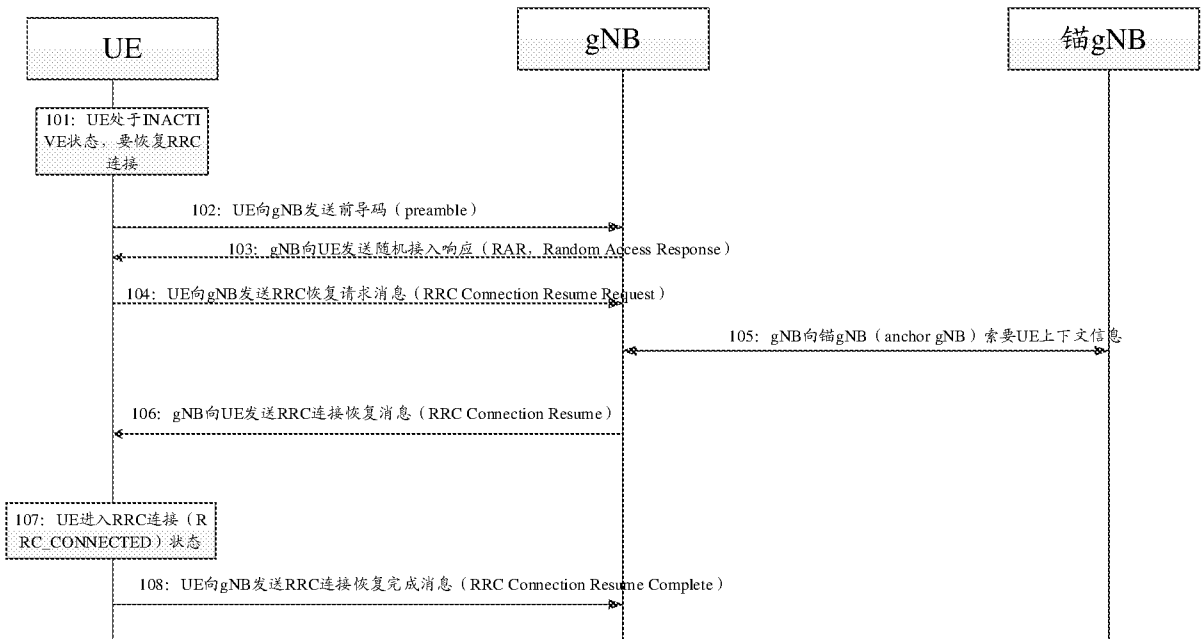 UE
gNB
锚gNB
101：UE处于INACTI
VE状态，要恢复RRC
连接
102：UE向gNB发送前导码（preamble）
103：gNB向UE发送随机接入响应（RAR，Random Access Response）
104：UE向gNB发送RRC恢复请求消息（RRC Connection Resume Request）
105：gNB向锚gNB（anchor gNB）索要UE上下文信息
106：gNB向UE发送RRC连接恢复消息（RRC Connection Resume）
107：UE进入RRC连接（R
RC_CONNECTED）状态
108：UE向gNB发送RRC连接恢复完成消息（RRC Connection Resume Complete）